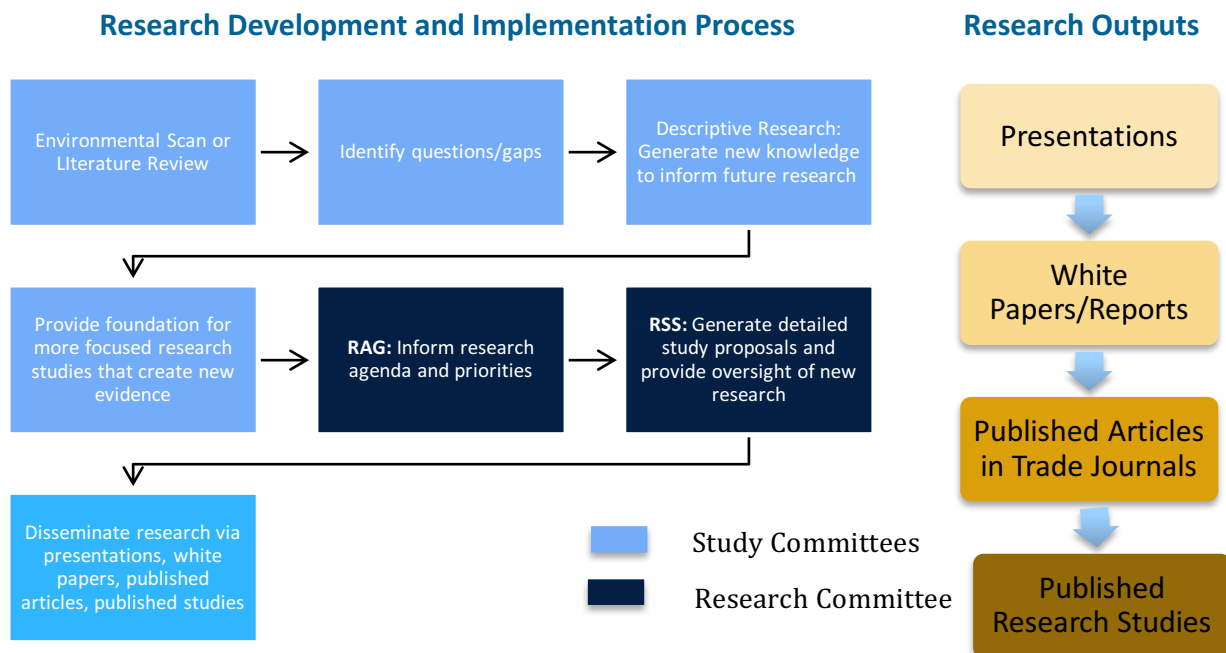 Research Development and Implementation Process
Research Outputs
Environmental Scan or
LIterature Review
Identify questions/gaps
Descriptive Research:
Generate new knowledge
to inform future research
Provide foundation for
more focused research
studies that create new
evidence
RAG: Inform research
agenda and priorities
RSS: Generate detailed
study proposals and
provide oversight of new
research
Disseminate research via
presentations, white
papers, published
articles, published studies
Study Committees
Research Committee
Presentations
White
Papers/Reports
Published Articles
in Trade Journals
Published
Research Studies